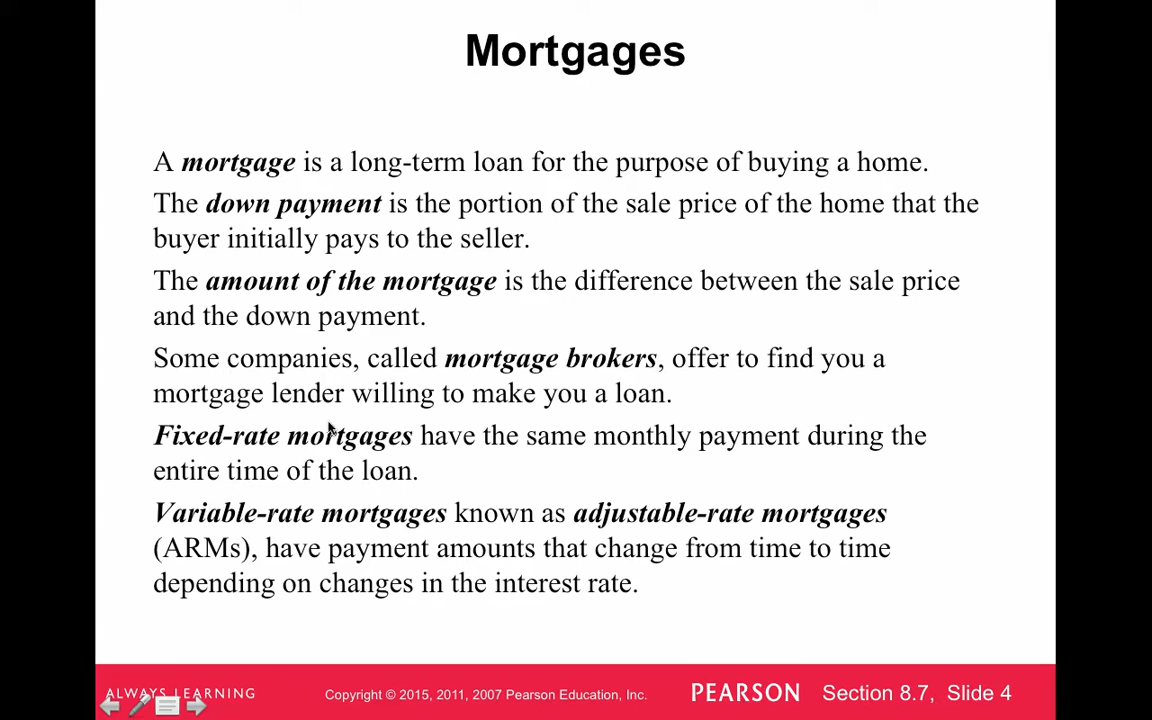 Mortgages
A mortgage is a long-term loan for the purpose of buying a home.
The down payment is the portion of the sale price of the home that the
buyer initially pays to the seller.
The amount of the mortgage is the difference between the sale price
and the down payment.
Some companies, called mortgage brokers, offer to find you a
mortgage lender willing to make you a loan.
Fixed-rate mortgages have the same monthly payment during the
entire time of the loan.
Variable-rate mortgages known as adjustable-rate mortgages
(ARMs), have payment amounts that change from time to time
depending on changes in the interest rate.
ALWAYS LEARNING Copyright © 2015, 2011, 2007 Pearson Education, Inc. PEARSON Section 8.7, Slide 4